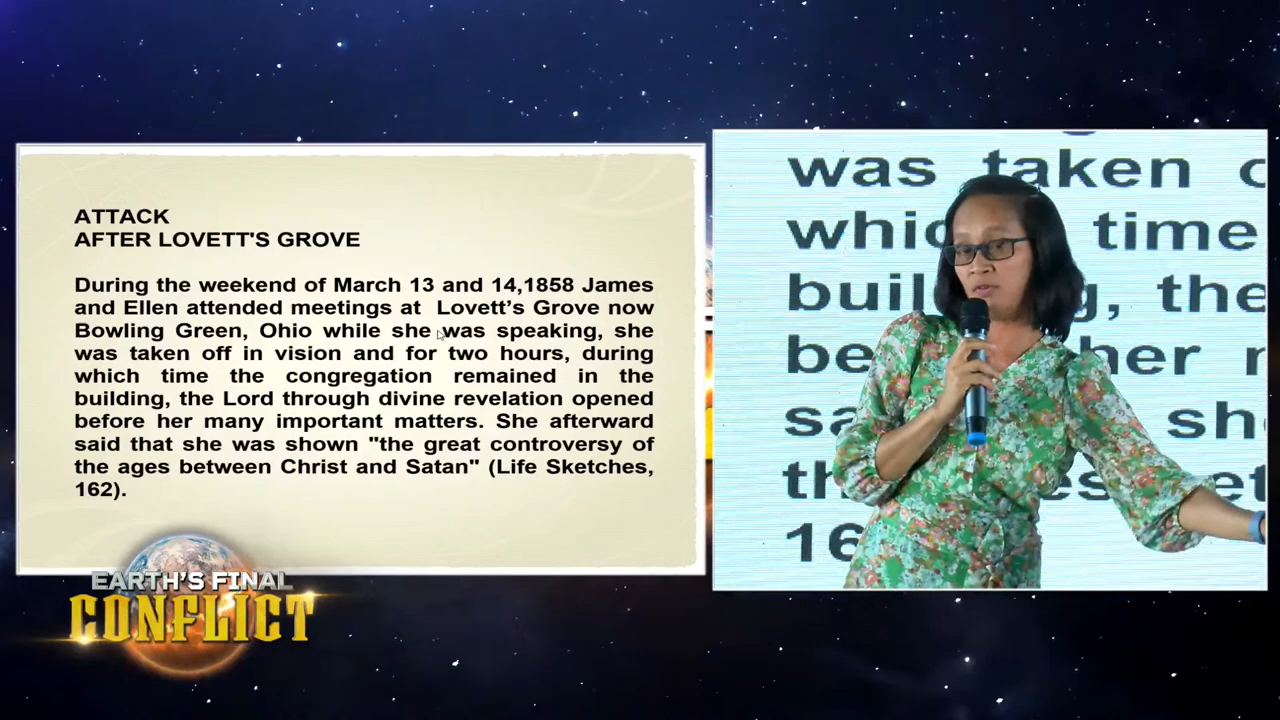 ATTACK
AFTER LOVETT'S GROVE
During the weekend of March 13 and 14,1858 James
and Ellen attended meetings at Lovett’s Grove now
Bowling Green, Ohio while she was speaking, she
was taken off in vision and for two hours, during
which time the congregation remained in the
building, the Lord through divine revelation opened
before her many important matters. She afterward
said that she was shown "the great controversy of
the ages between Christ and Satan" (Life Sketches,
162).
EARTH'S FINAL
CONFLICT
was taken
time
the
her
sh
16